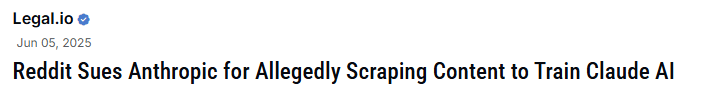 Legal.io
Jun 05, 2025
Reddit Sues Anthropic for Allegedly Scraping Content to Train Claude AI